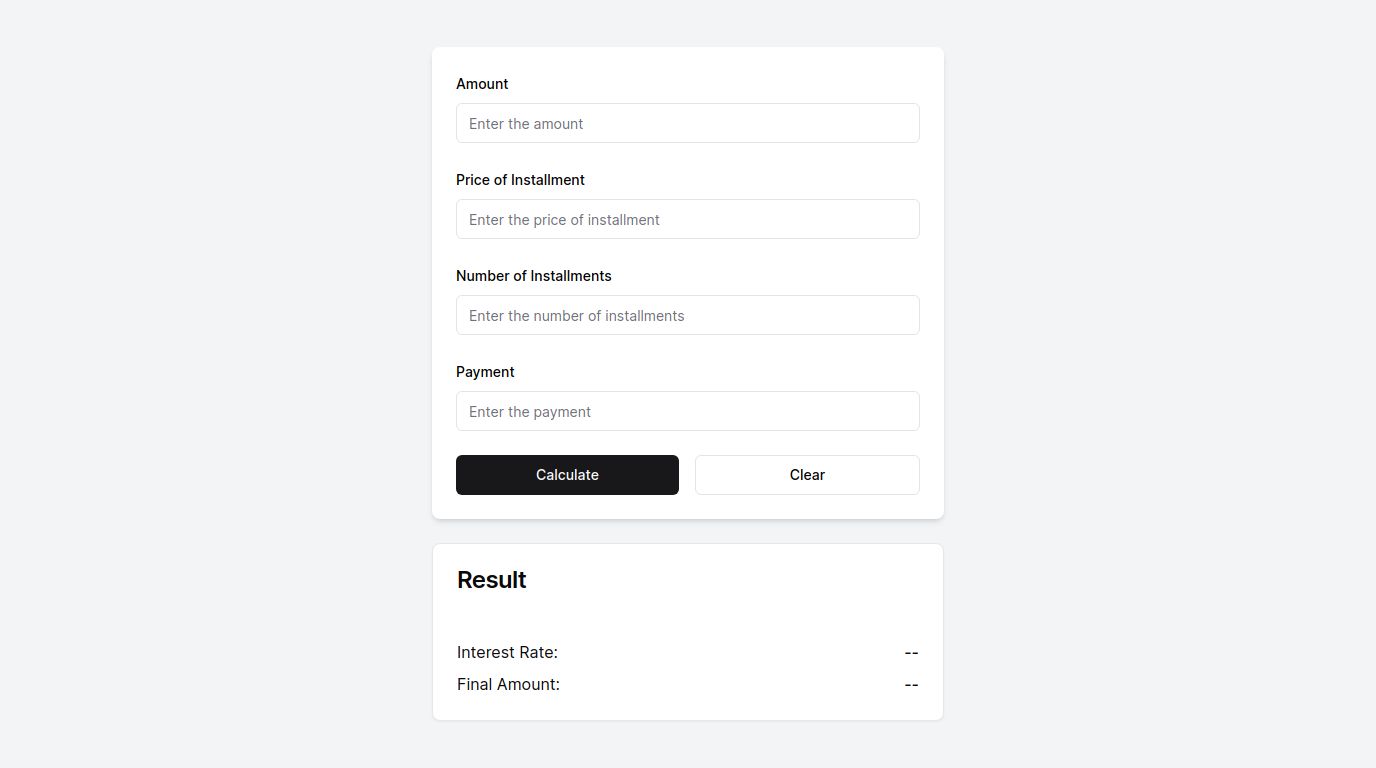 Amount
Enter the amount
Price of Installment
Enter the price of installment
Number of Installments
Enter the number of installments
Payment
Enter the payment
Calculate Clear
Result
Interest Rate: --
Final Amount: --